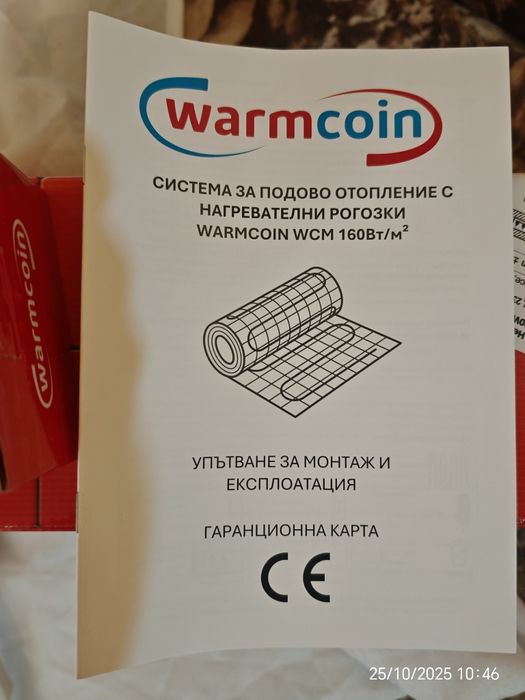 warmcoin
СИСТЕМА ЗА ПОДОВО ОТОПЛЕНИЕ С
НАГРЕВАТЕЛНИ РОГОЗКИ
WARMCOIN WCM 160Вт/м²
УПЪТВАНЕ ЗА МОНТАЖ И
ЕКСПЛОАТАЦИЯ
ГАРАНЦИОННА КАРТА
CE
warmcoin
25/10/2025 10:46